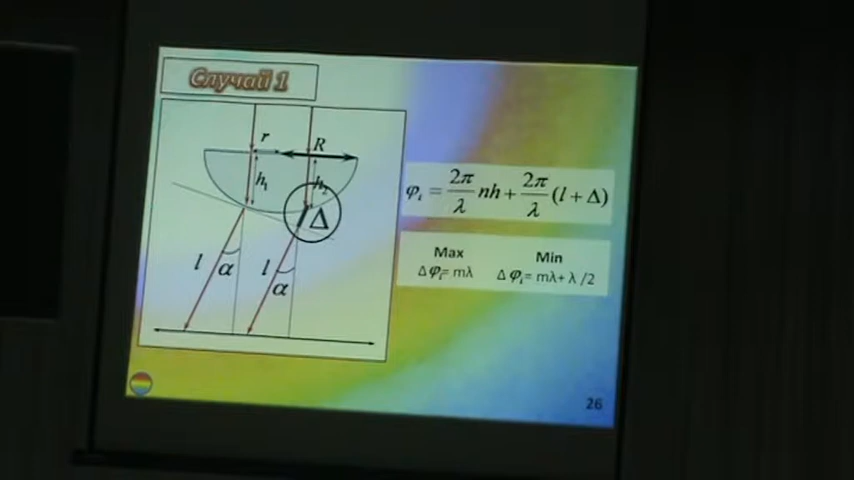 Случай 1
r
R
h₁
h₂
Δ
l
α
l
α
φᵢ = 2π/λ nh + 2π/λ (l + Δ)
Max
Δφᵢ= mλ
Min
Δφᵢ= mλ+ λ /2
26